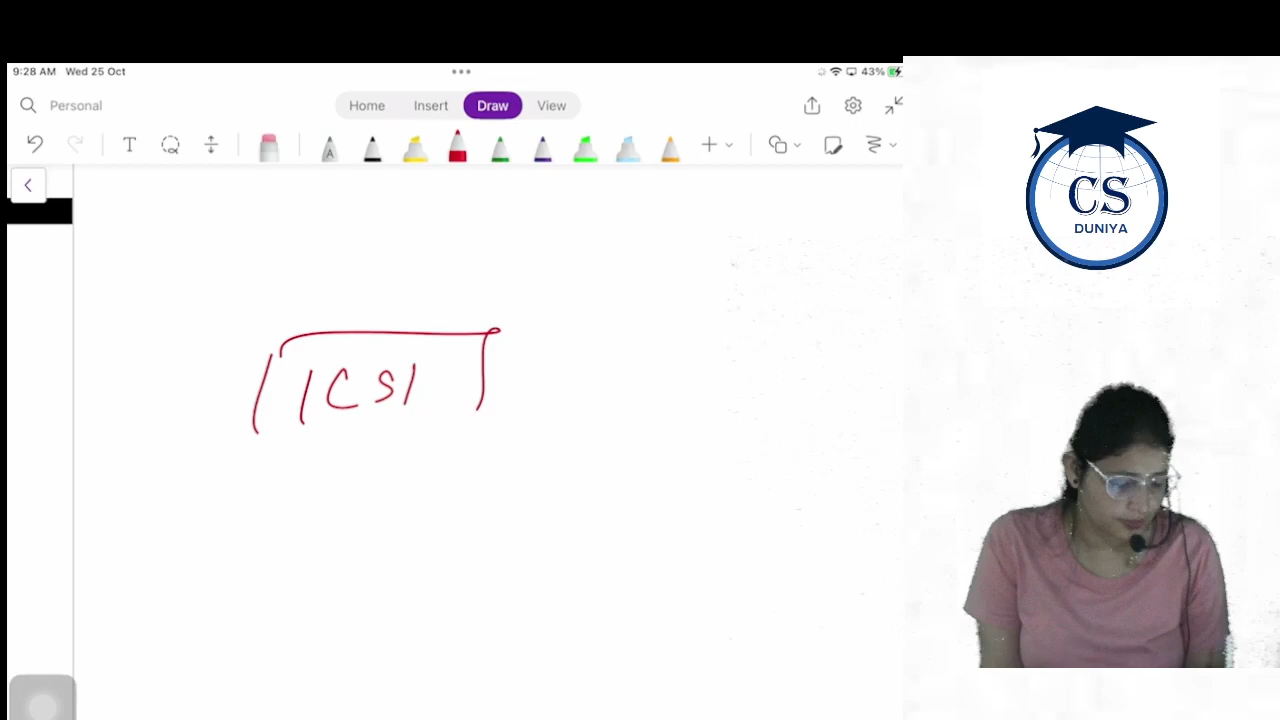 9:28 AM Wed 25 Oct
43%
Personal
Home Insert Draw View
T
A
ICSI
CS
DUNIYA